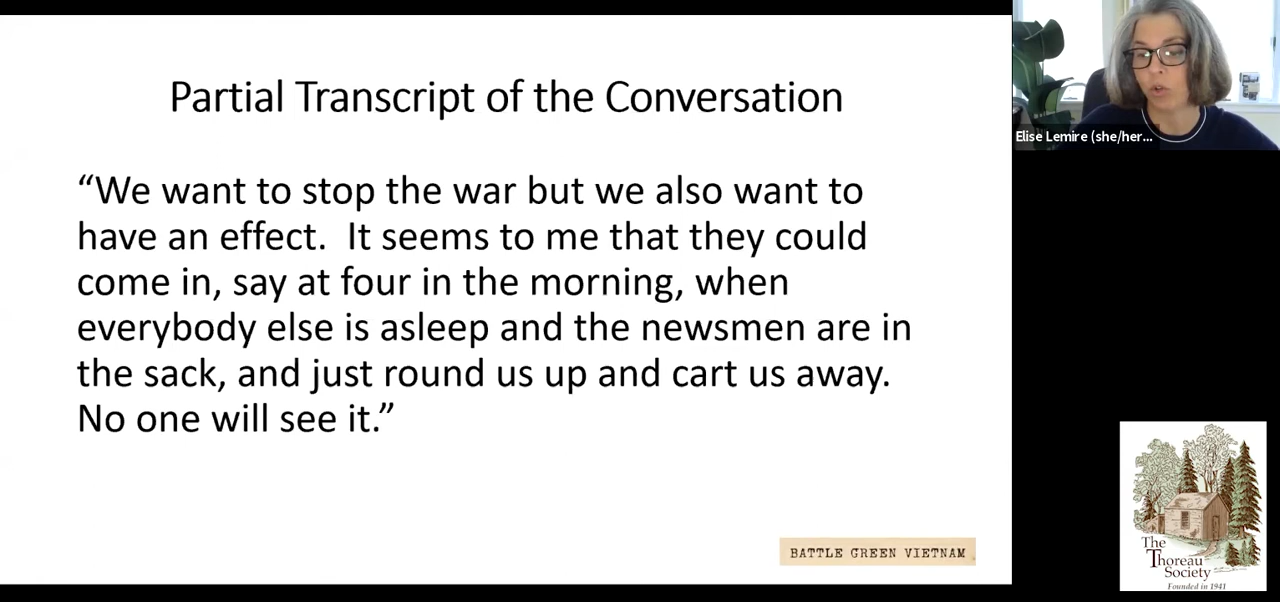 Partial Transcript of the Conversation
“We want to stop the war but we also want to
have an effect.  It seems to me that they could
come in, say at four in the morning, when
everybody else is asleep and the newsmen are in
the sack, and just round us up and cart us away.
No one will see it.”
BATTLE GREEN VIETNAM
Elise Lemire (she/her...
The
Thoreau
Society
Founded in 1941